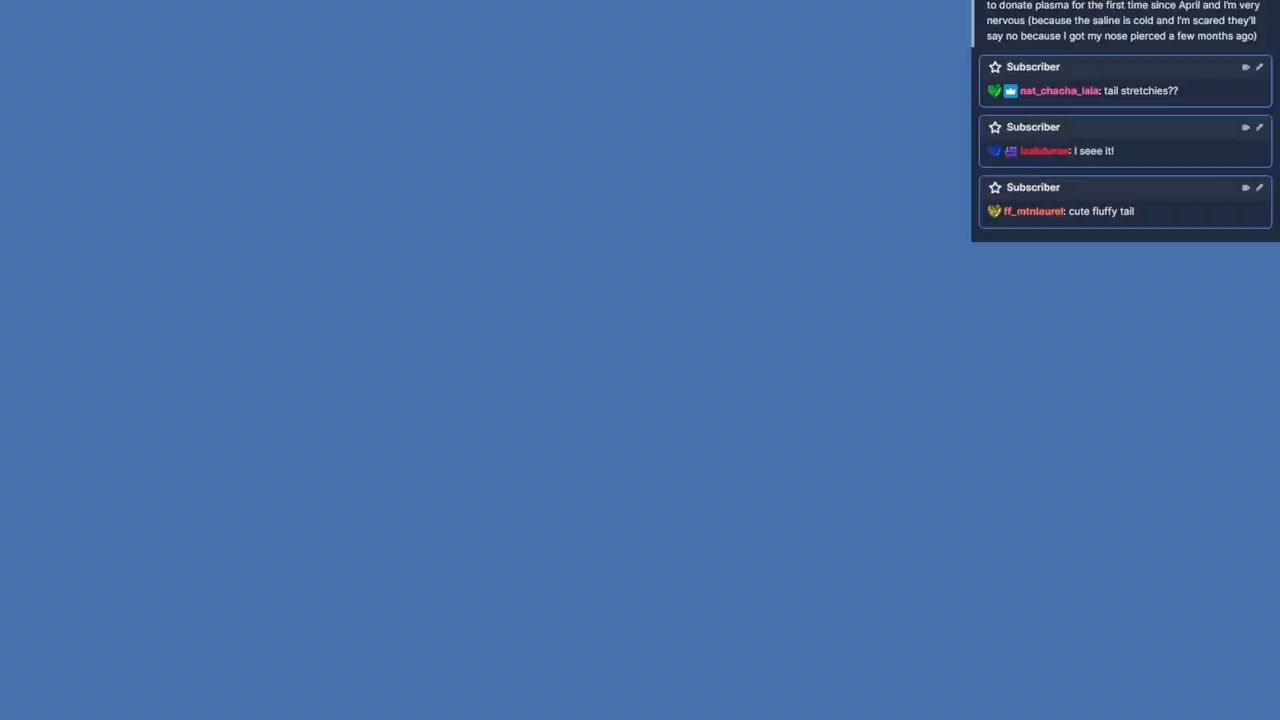 to donate plasma for the first time since April and I'm very
nervous (because the saline is cold and I'm scared they'll
say no because I got my nose pierced a few months ago)
Subscriber
nat_chacha_lala: tail stretchies??
Subscriber
izakduran: I seee it!
Subscriber
ff_mtnlaurel: cute fluffy tail